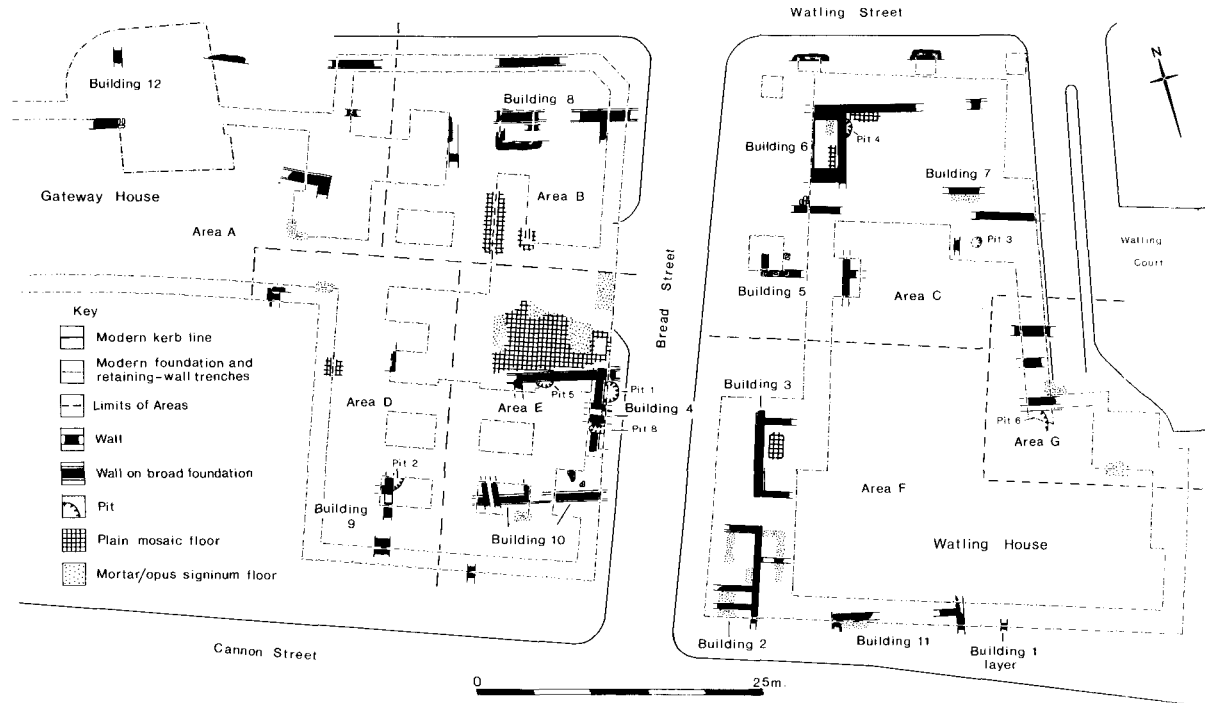 Watling Street
N
Building 12
Building 8
Pit 4
Building 6
Building 7
Gateway House
Area B
Area A
Pit 3
Watling
Court
Bread Street
Building 5
Area C
Key
Modern kerb line
Modern foundation and
retaining-wall trenches
Limits of Areas
Wall
Wall on broad foundation
Pit
Plain mosaic floor
Mortar/opus signinum floor
Building 3
Pit 5
Pit 1
Area D
Area E
Building 4
Pit 8
Pit 6
Area G
Pit 2
Area F
Building
9
Building 10
Watling House
Building 2
Building 11
Building 1
layer
Cannon Street
0
25m.